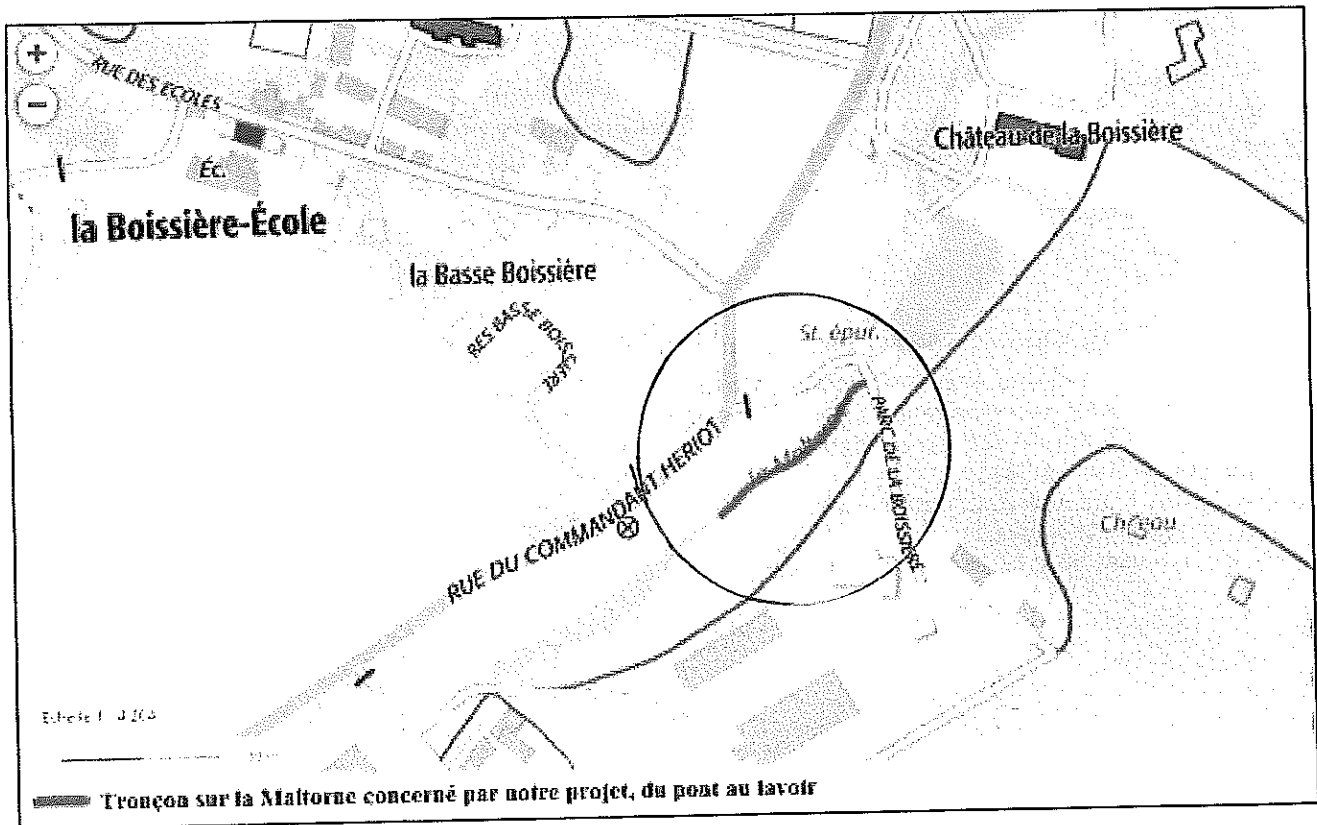 +
−
RUE DES ECOLES
Éc.
la Boissière-École
la Basse Boissière
RES BASSE BOISSIERE
Château de la Boissière
St. épur.
RUE DU COMMANDANT HERIOT
PARC DE LA BOISSIERE
Tronçon sur la Maltorne concerné par notre projet, du pont au lavoir